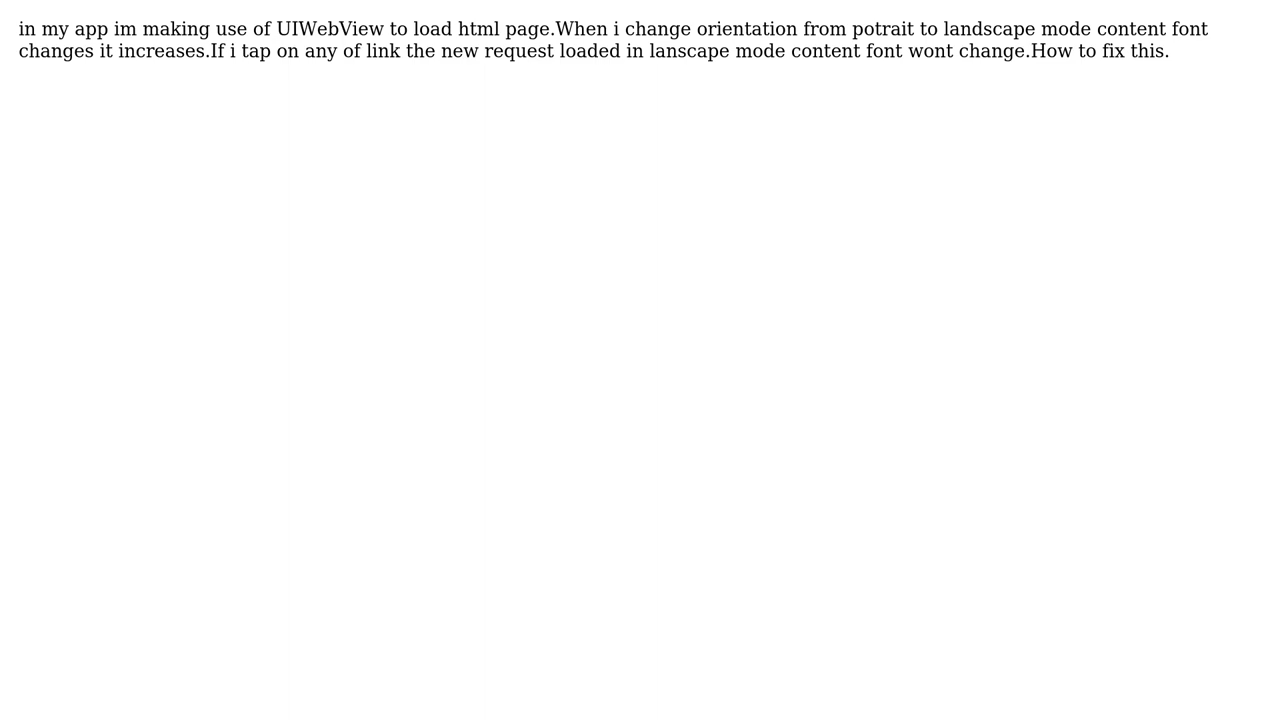 in my app im making use of UIWebView to load html page.When i change orientation from potrait to landscape mode content font
changes it increases.If i tap on any of link the new request loaded in lanscape mode content font wont change.How to fix this.